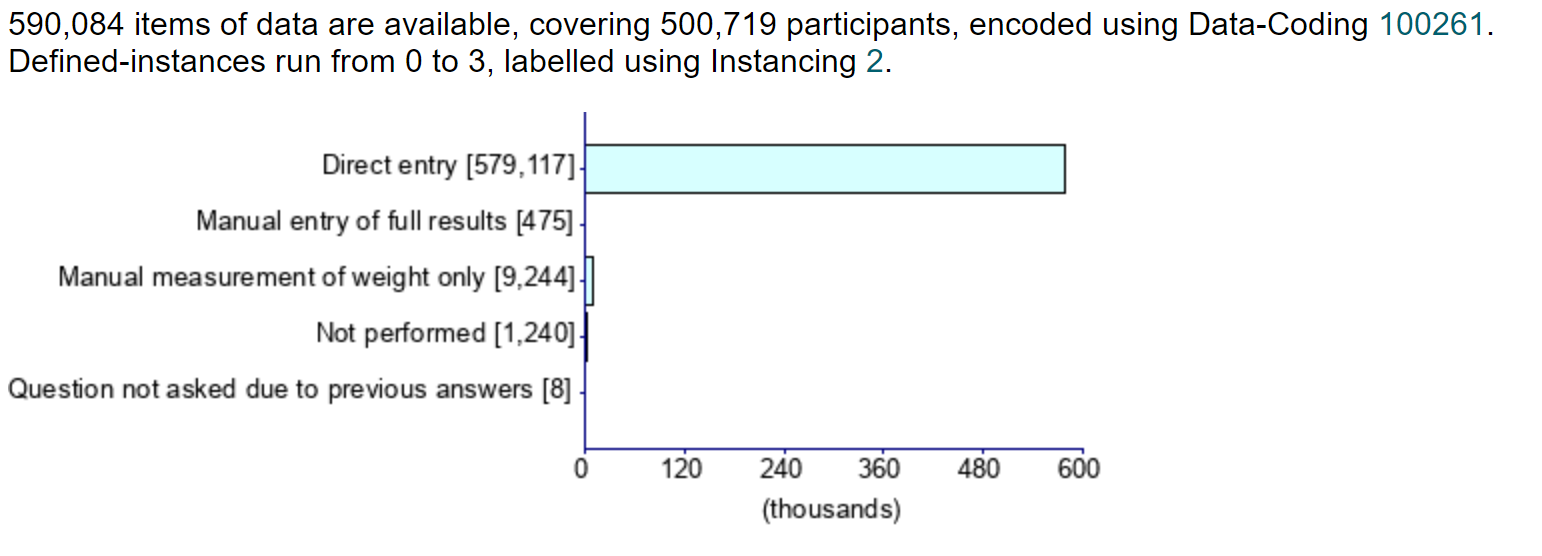 590,084 items of data are available, covering 500,719 participants, encoded using Data-Coding 100261.
Defined-instances run from 0 to 3, labelled using Instancing 2.
Direct entry [579,117]
Manual entry of full results [475]
Manual measurement of weight only [9,244]
Not performed [1,240]
Question not asked due to previous answers [8]
0 120 240 360 480 600
(thousands)